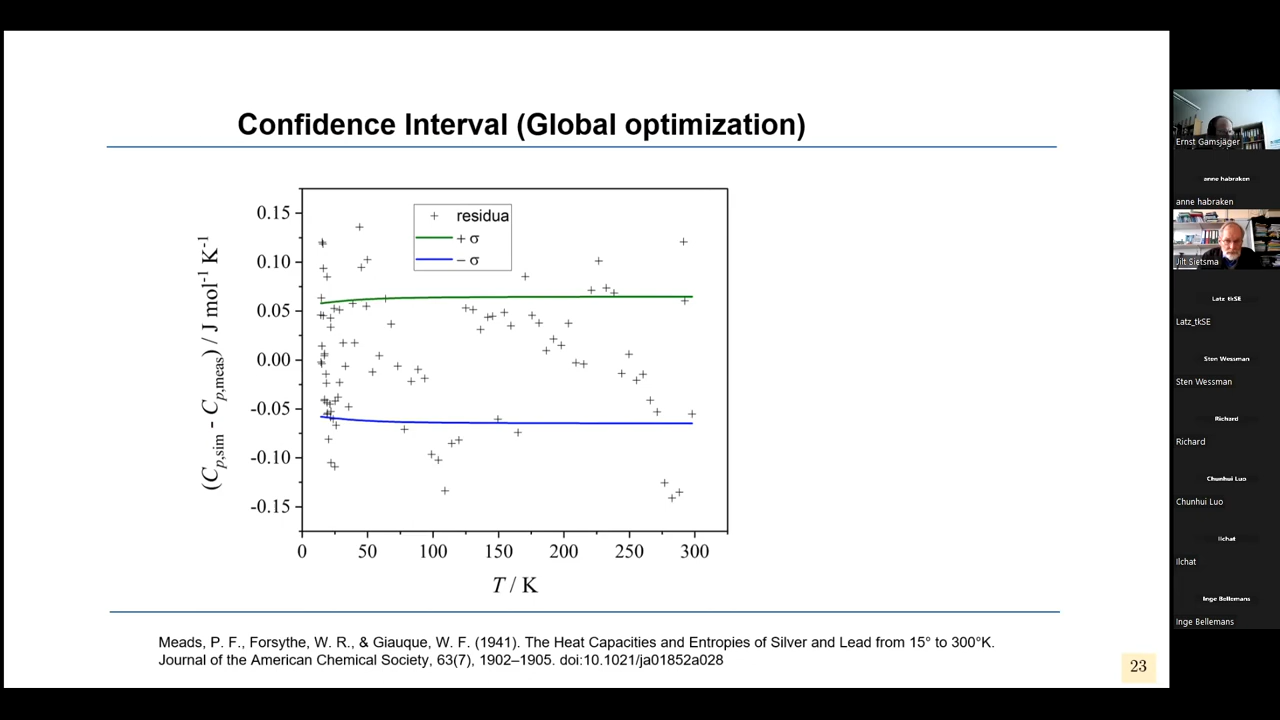 Confidence Interval (Global optimization)
0.15
0.10
0.05
0.00
-0.05
-0.10
-0.15
(Cp,sim - Cp,meas) / J mol-1 K-1
residua
+ σ
– σ
0 50 100 150 200 250 300
T / K
Meads, P. F., Forsythe, W. R., & Giauque, W. F. (1941). The Heat Capacities and Entropies of Silver and Lead from 15° to 300°K.
Journal of the American Chemical Society, 63(7), 1902–1905. doi:10.1021/ja01852a028
23
Ernst Gamsjäger
anne habraken
anne habraken
Jilt Sietsma
Latz_tkSE
Latz_tkSE
Sten Wessman
Sten Wessman
Richard
Richard
Chunhui Luo
Chunhui Luo
Ilchat
Ilchat
Inge Bellemans
Inge Bellemans